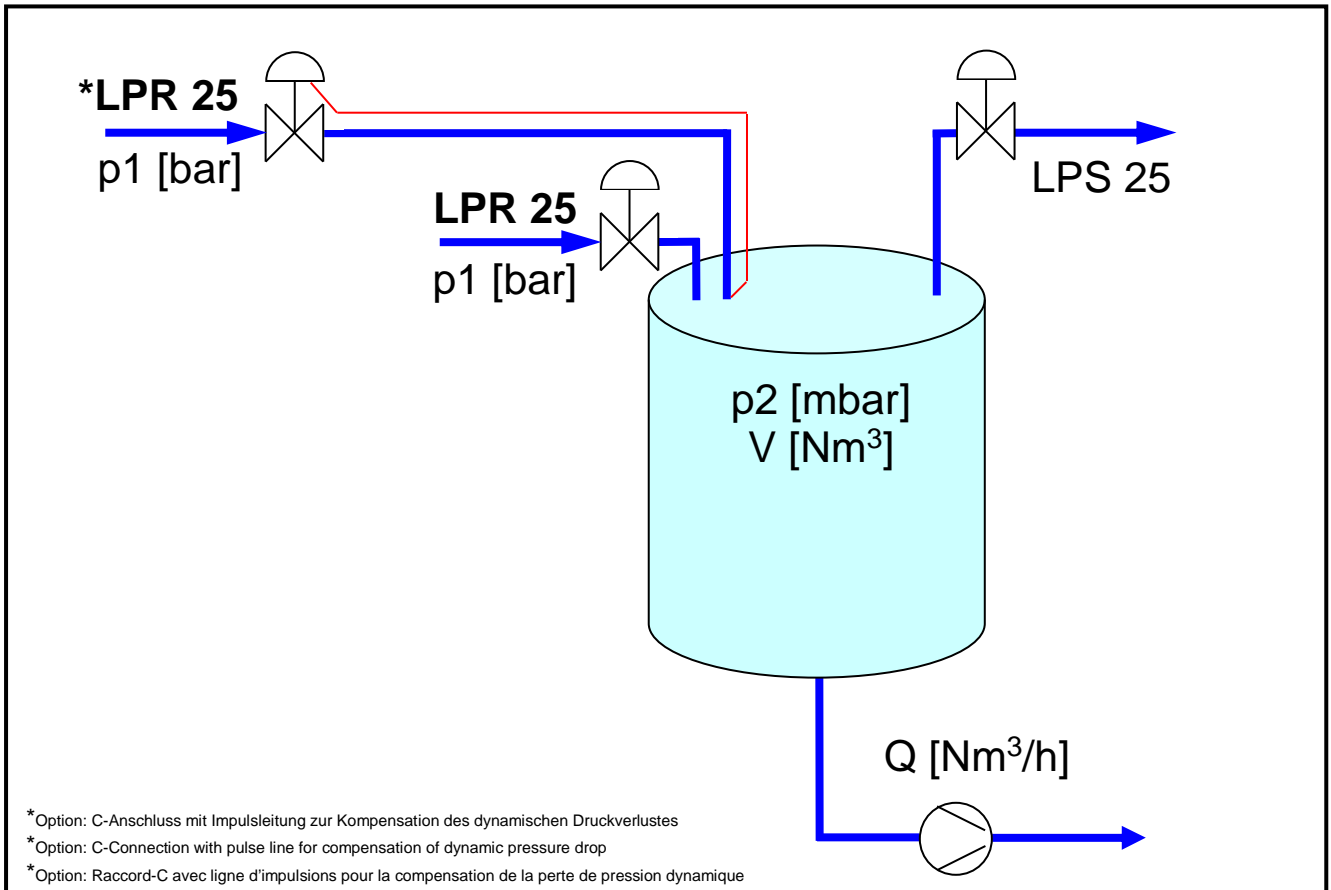 *LPR 25
p1 [bar]
LPR 25
p1 [bar]
LPS 25
p2 [mbar]
V [Nm³]
Q [Nm³/h]
*Option: C-Anschluss mit Impulsleitung zur Kompensation des dynamischen Druckverlustes
*Option: C-Connection with pulse line for compensation of dynamic pressure drop
*Option: Raccord-C avec ligne d'impulsions pour la compensation de la perte de pression dynamique